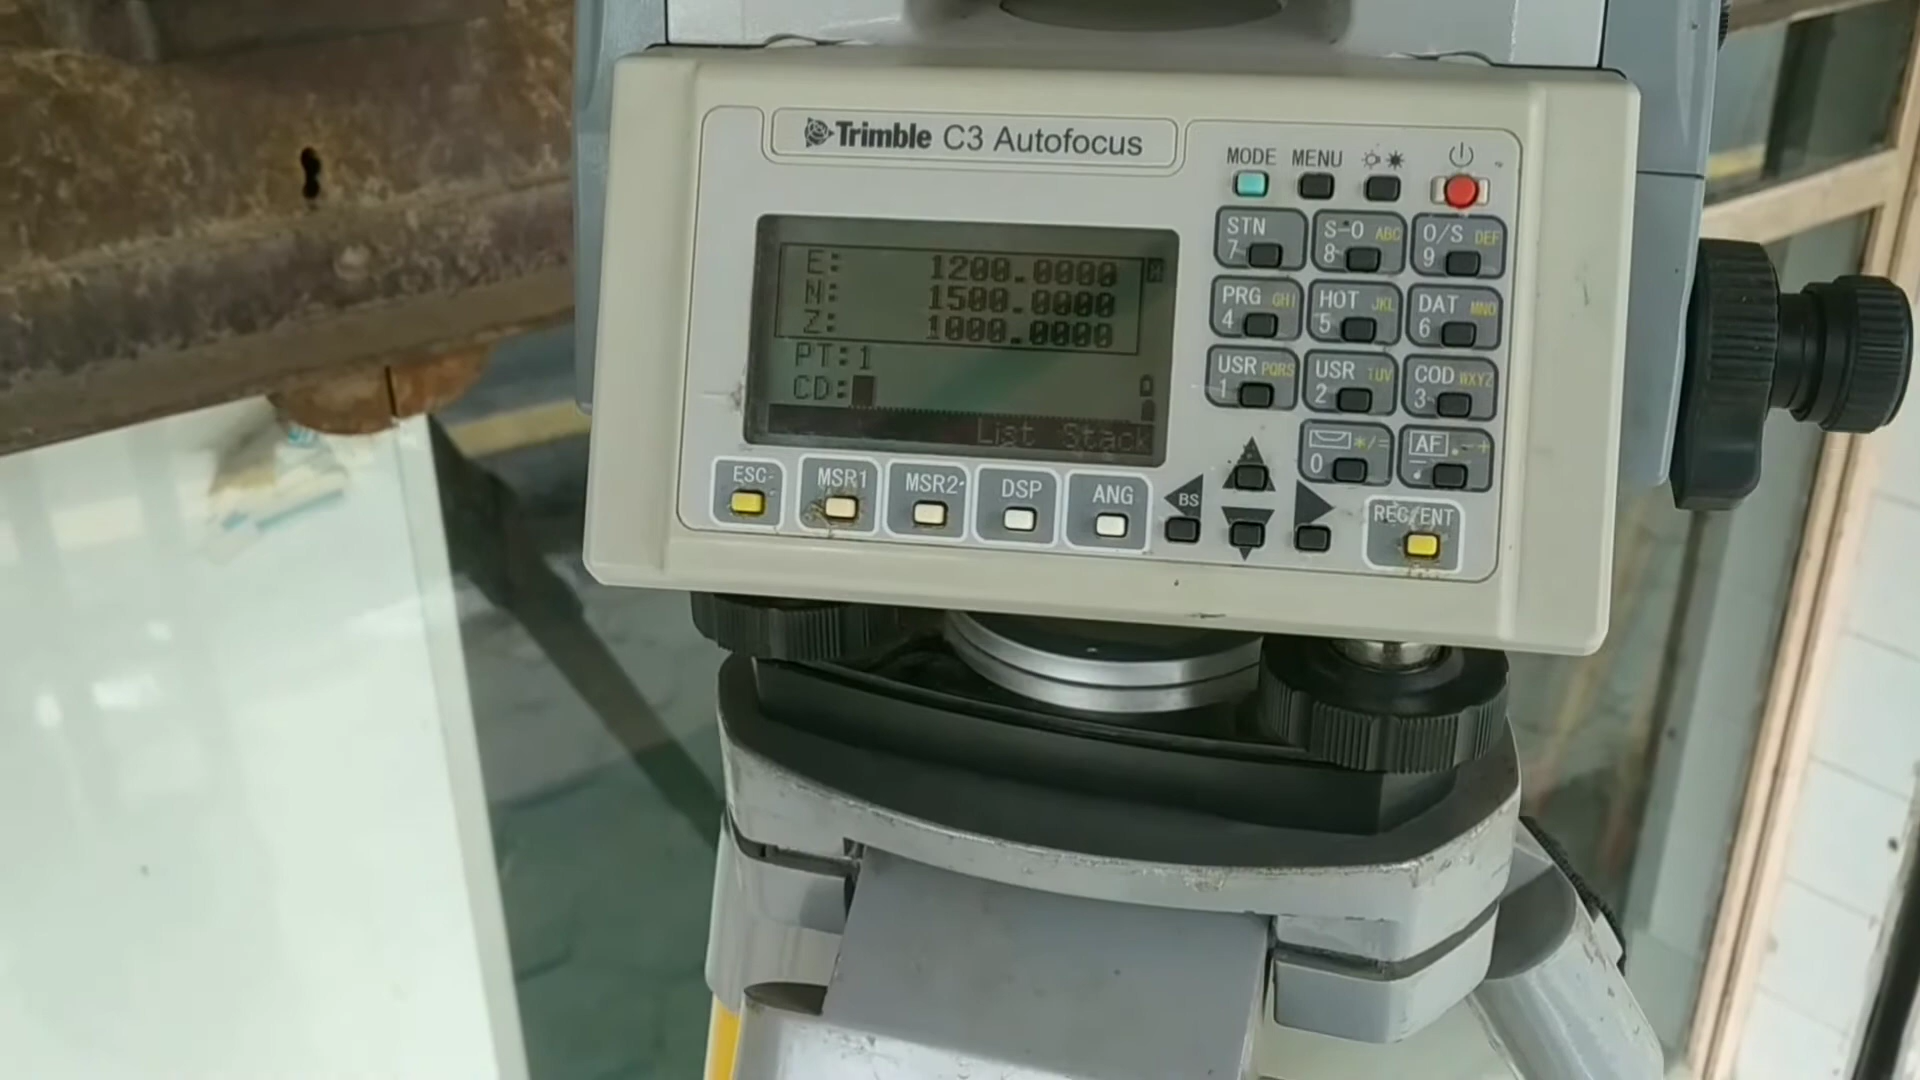 Trimble C3 Autofocus
MODE MENU
E: 1200.0000
N: 1500.0000
Z: 1000.0000
PT:1
CD:
List Stack
STN 7
S-O ABC 8
O/S DEF 9
PRG GHI 4
HOT JKL 5
DAT MNO 6
USR PQRS 1
USR TUV 2
COD WXYZ 3
*/= 0
AF .-+
ESC MSR1 MSR2 DSP ANG BS REC/ENT